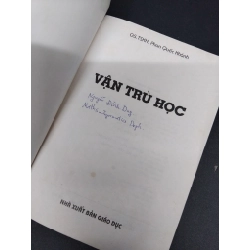 GS.TSKH. Phan Quốc Khánh
VẬN TRÙ HỌC
NHÀ XUẤT BẢN GIÁO DỤC